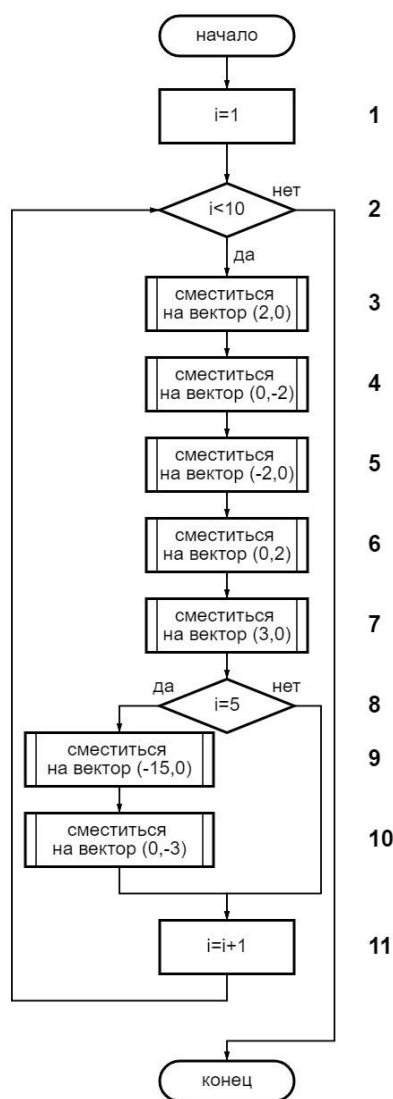 начало
i=1
1
i<10
нет
2
да
сместиться
на вектор (2,0)
3
сместиться
на вектор (0,-2)
4
сместиться
на вектор (-2,0)
5
сместиться
на вектор (0,2)
6
сместиться
на вектор (3,0)
7
да
i=5
нет
8
сместиться
на вектор (-15,0)
9
сместиться
на вектор (0,-3)
10
i=i+1
11
конец